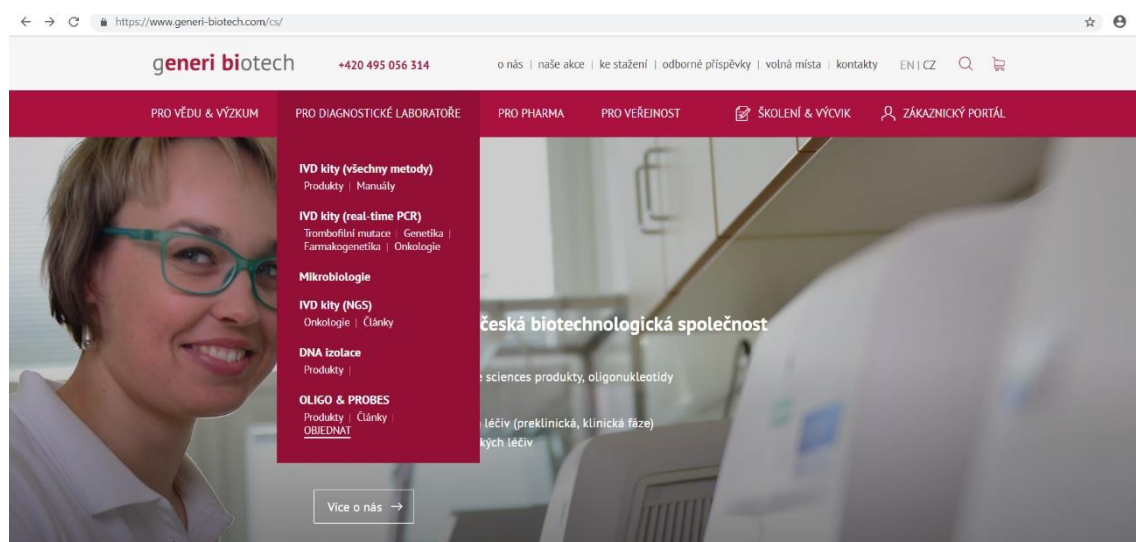 https://www.generi-biotech.com/cs/
generi biotech
+420 495 056 314
o nás | naše akce | ke stažení | odborné příspěvky | volná místa | kontakty
EN | CZ
PRO VĚDU & VÝZKUM
PRO DIAGNOSTICKÉ LABORATOŘE
PRO PHARMA
PRO VEŘEJNOST
ŠKOLENÍ & VÝCVIK
ZÁKAZNICKÝ PORTÁL
IVD kity (všechny metody)
Produkty | Manuály
IVD kity (real-time PCR)
Trombofilní mutace | Genetika |
Farmakogenetika | Onkologie
Mikrobiologie
IVD kity (NGS)
Onkologie | Články
DNA izolace
Produkty |
OLIGO & PROBES
Produkty | Články |
OBJEDNAT
česká biotechnologická společnost
sciences produkty, oligonukleotidy
léčiv (preklinická, klinická fáze)
kých léčiv
Více o nás →